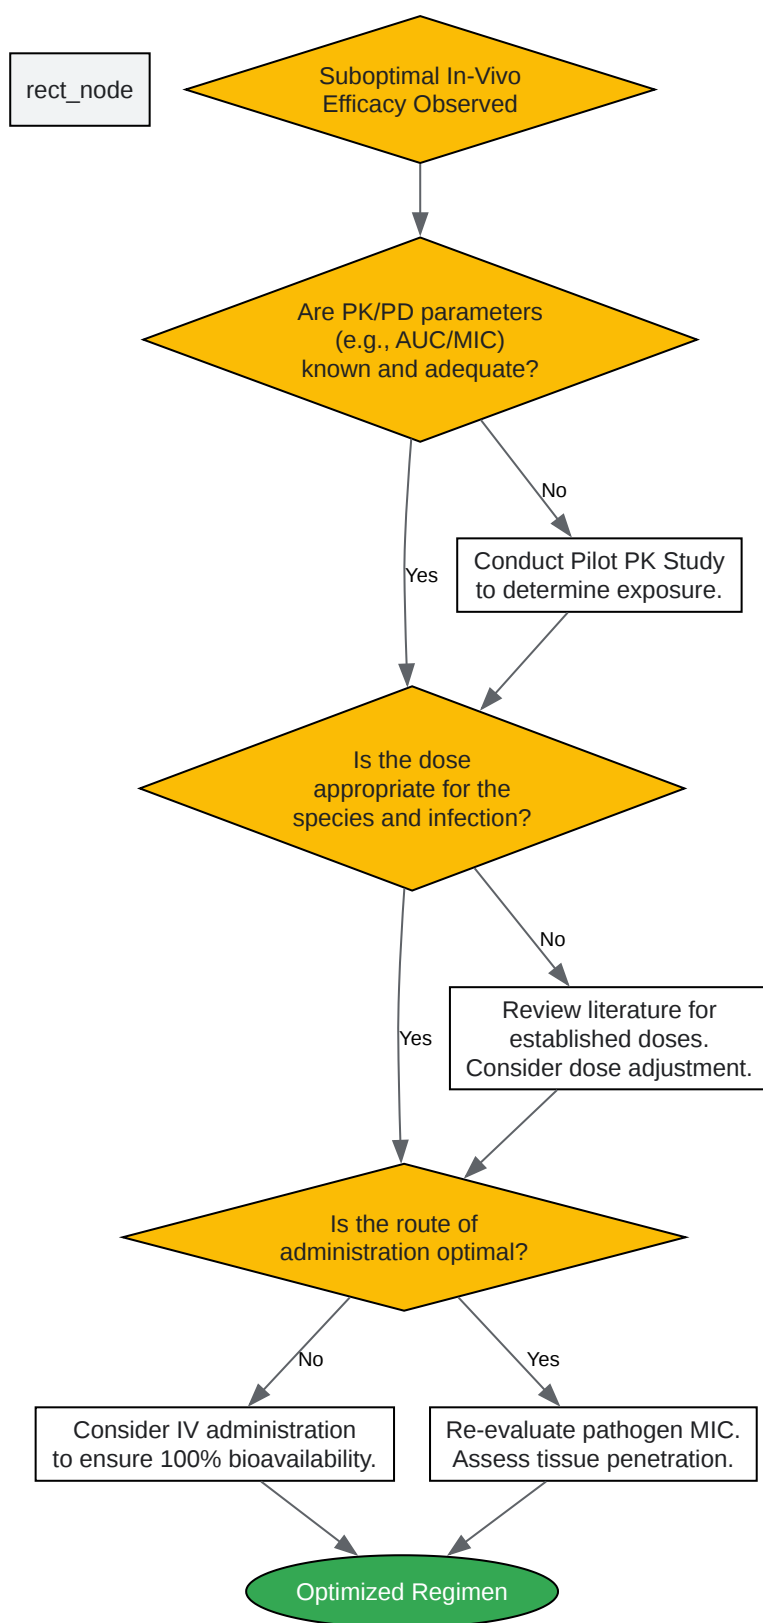 rect_node
Suboptimal In-Vivo
Efficacy Observed
Are PK/PD parameters
(e.g., AUC/MIC)
known and adequate?
No
Yes
Conduct Pilot PK Study
to determine exposure.
Is the dose
appropriate for the
species and infection?
No
Yes
Review literature for
established doses.
Consider dose adjustment.
Is the route of
administration optimal?
No
Yes
Consider IV administration
to ensure 100% bioavailability.
Re-evaluate pathogen MIC.
Assess tissue penetration.
Optimized Regimen